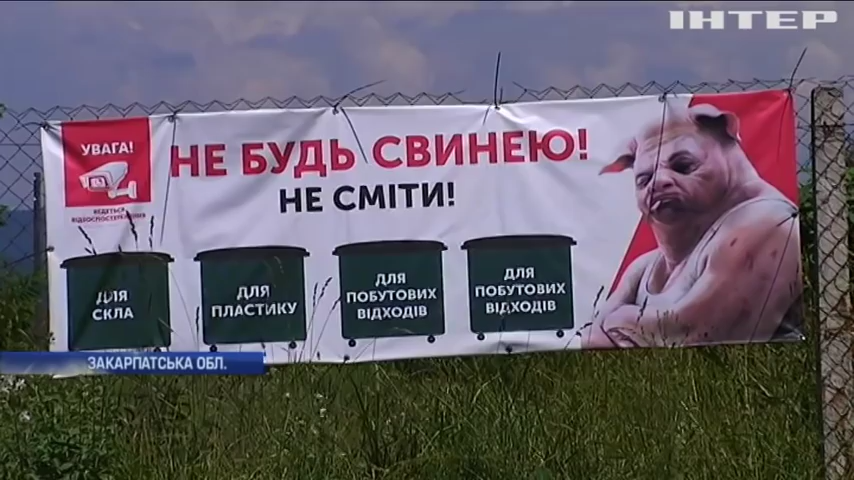 ІНТЕР
УВАГА!
ВЕДЕТЬСЯ
ВІДЕОСПОСТЕРЕЖЕННЯ
НЕ БУДЬ СВИНЕЮ!
НЕ СМІТИ!
ДЛЯ
СКЛА
ДЛЯ
ПЛАСТИКУ
ДЛЯ
ПОБУТОВИХ
ВІДХОДІВ
ДЛЯ
ПОБУТОВИХ
ВІДХОДІВ
ЗАКАРПАТСЬКА ОБЛ.